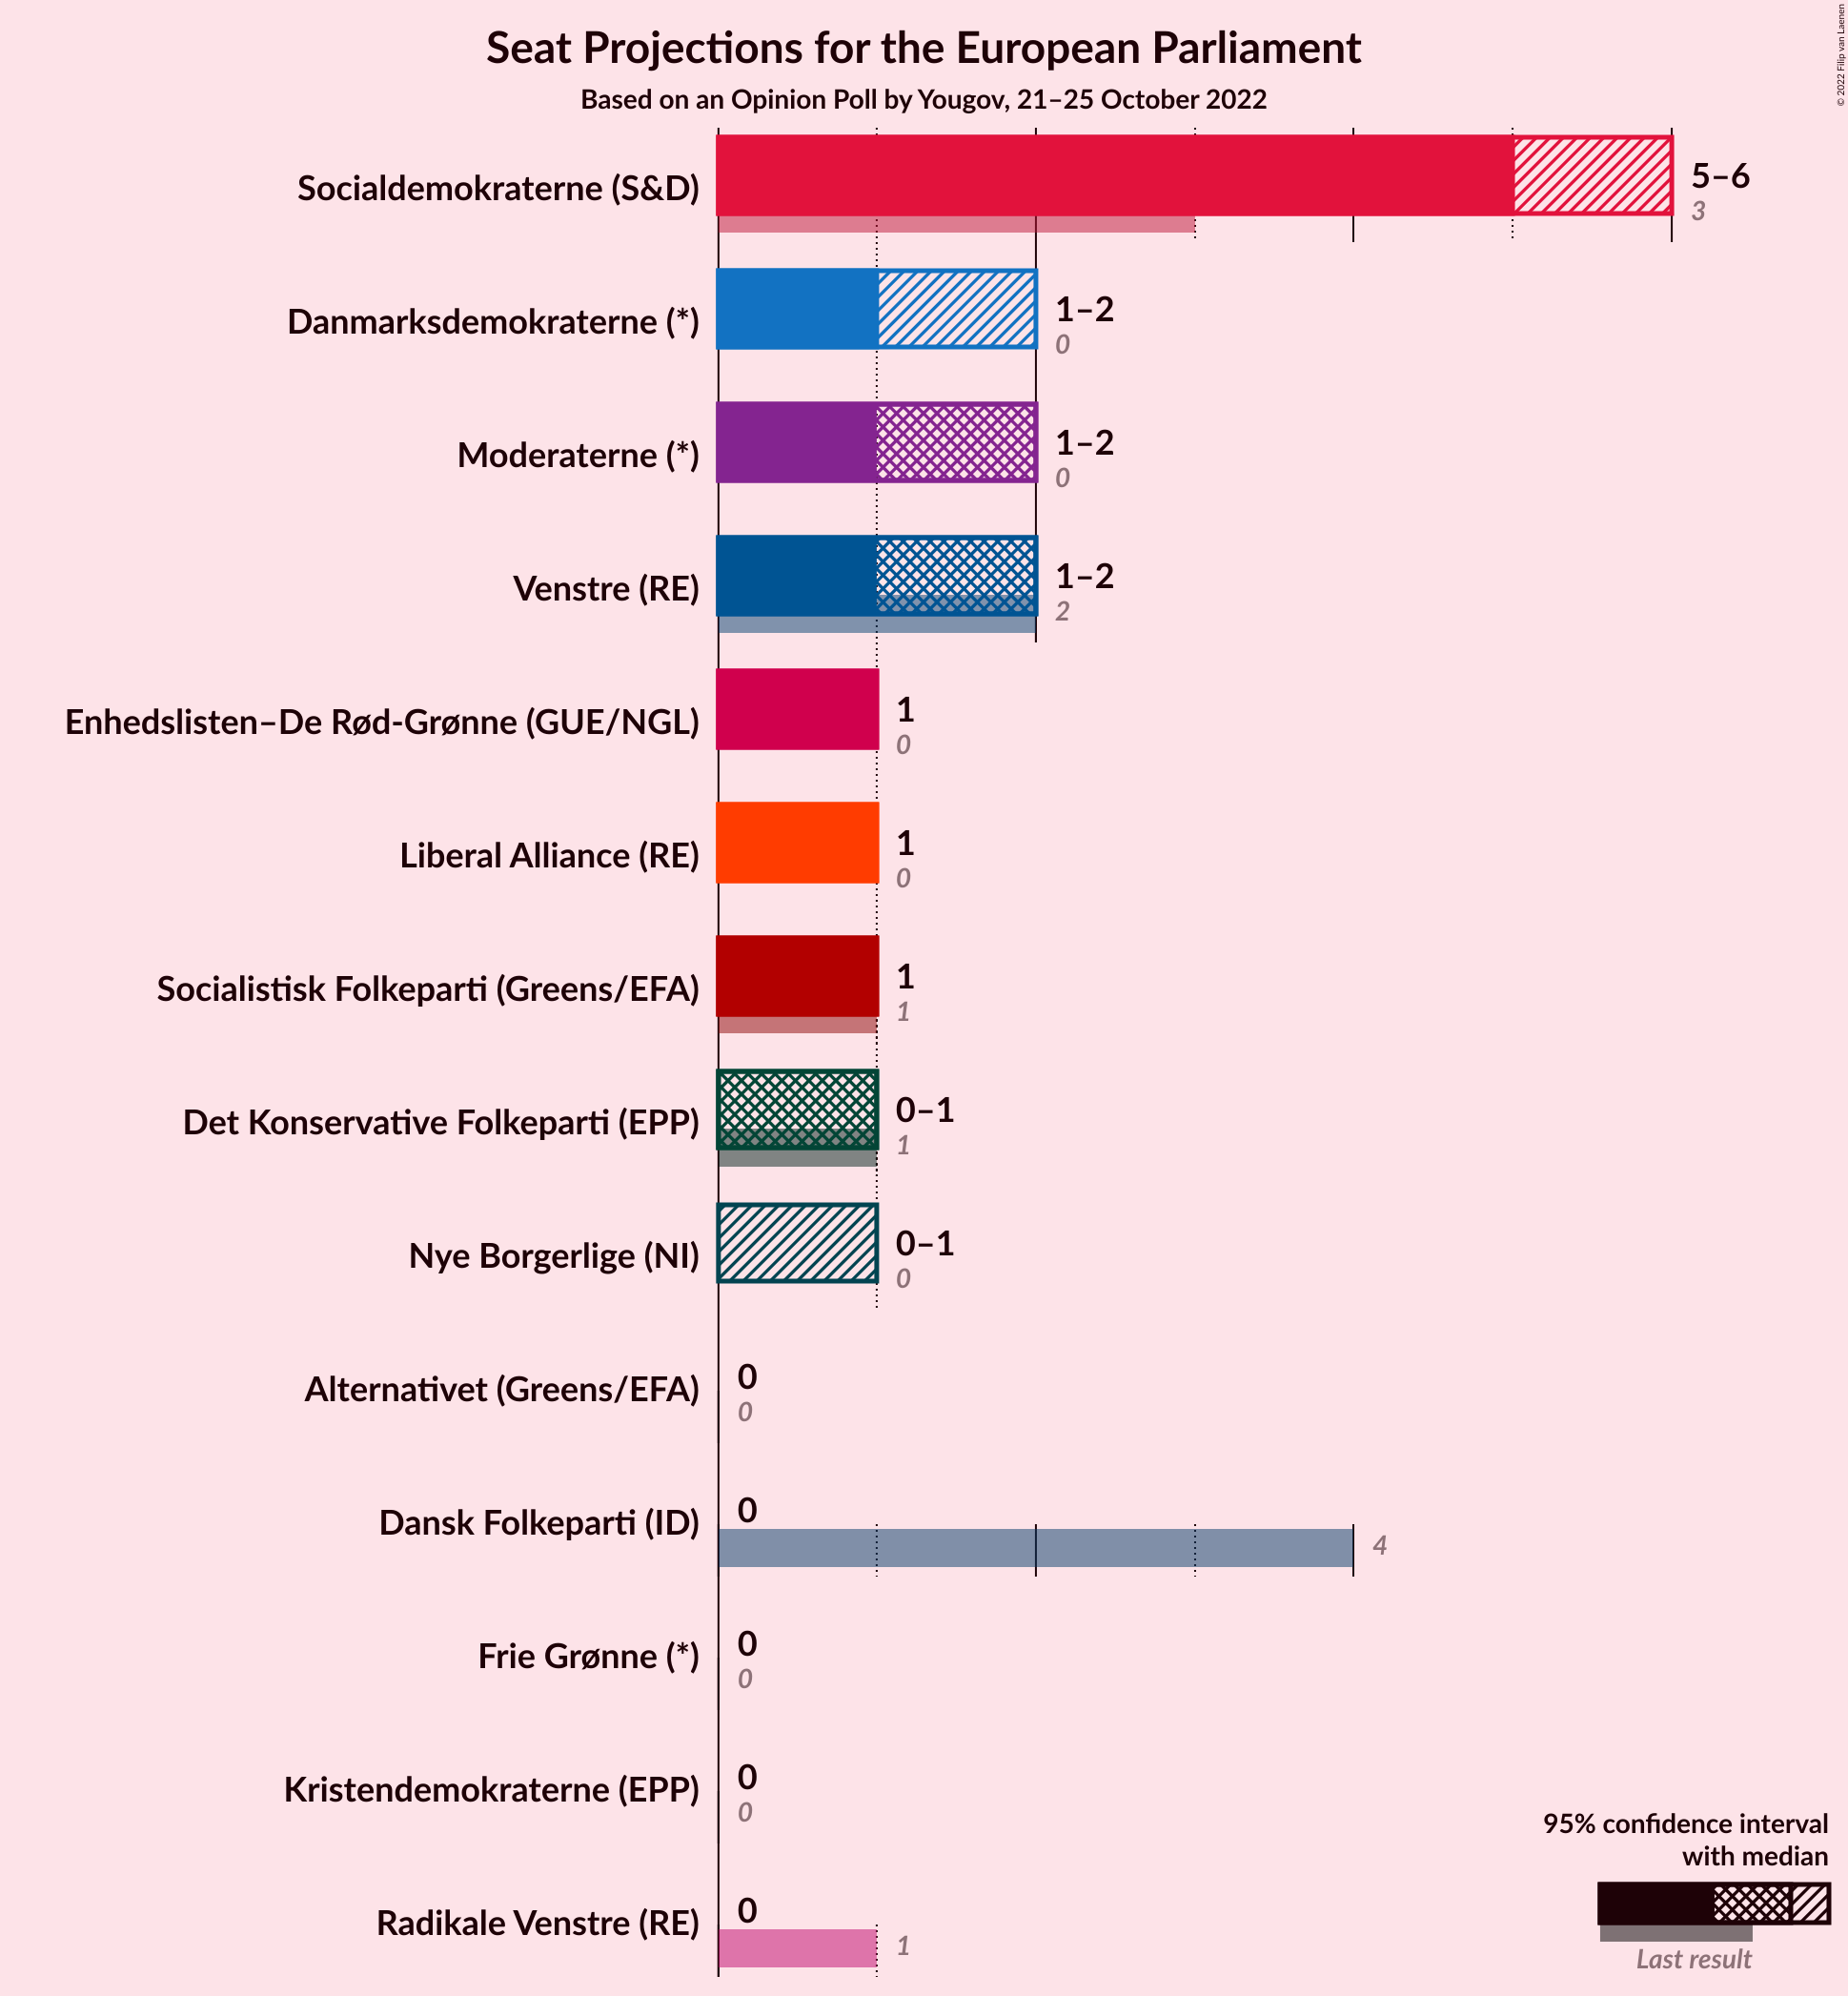 Seat Projections for the European Parliament
Based on an Opinion Poll by Yougov, 21–25 October 2022
© 2022 Filip van Laenen
Socialdemokraterne (S&D)
5–6
3
Danmarksdemokraterne (*)
1–2
0
Moderaterne (*)
1–2
0
Venstre (RE)
1–2
2
Enhedslisten–De Rød-Grønne (GUE/NGL)
1
0
Liberal Alliance (RE)
1
0
Socialistisk Folkeparti (Greens/EFA)
1
1
Det Konservative Folkeparti (EPP)
0–1
1
Nye Borgerlige (NI)
0–1
0
Alternativet (Greens/EFA)
0
0
Dansk Folkeparti (ID)
0
4
Frie Grønne (*)
0
0
Kristendemokraterne (EPP)
0
0
Radikale Venstre (RE)
0
1
95% confidence interval
with median
Last result